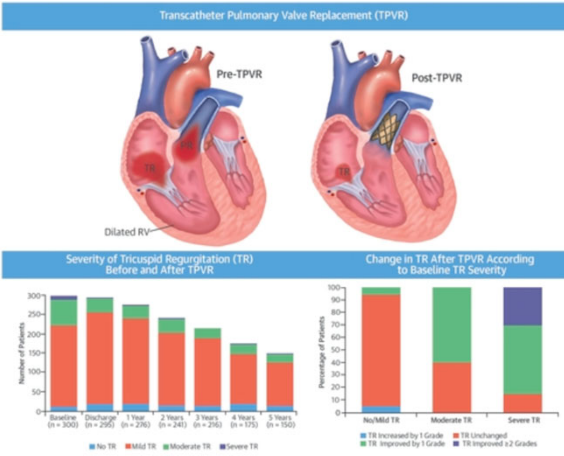 Transcatheter Pulmonary Valve Replacement (TPVR)
Pre-TPVR
Post-TPVR
TR
TR
Dilated RV
Severity of Tricuspid Regurgitation (TR)
Before and After TPVR
Number of Patients
300
250
200
150
100
50
0
Baseline
(n = 300)
Discharge
(n = 295)
1 Year
(n = 276)
2 Years
(n = 241)
3 Years
(n = 216)
4 Years
(n = 175)
5 Years
(n = 150)
No TR
Mild TR
Moderate TR
Severe TR
Change in TR After TPVR According
to Baseline TR Severity
Percentage of Patients
100
90
80
70
60
50
40
30
20
10
0
No/Mild TR
Moderate TR
Severe TR
TR Increased by 1 Grade
TR Unchanged
TR Improved by 1 Grade
TR Improved ≥2 Grades